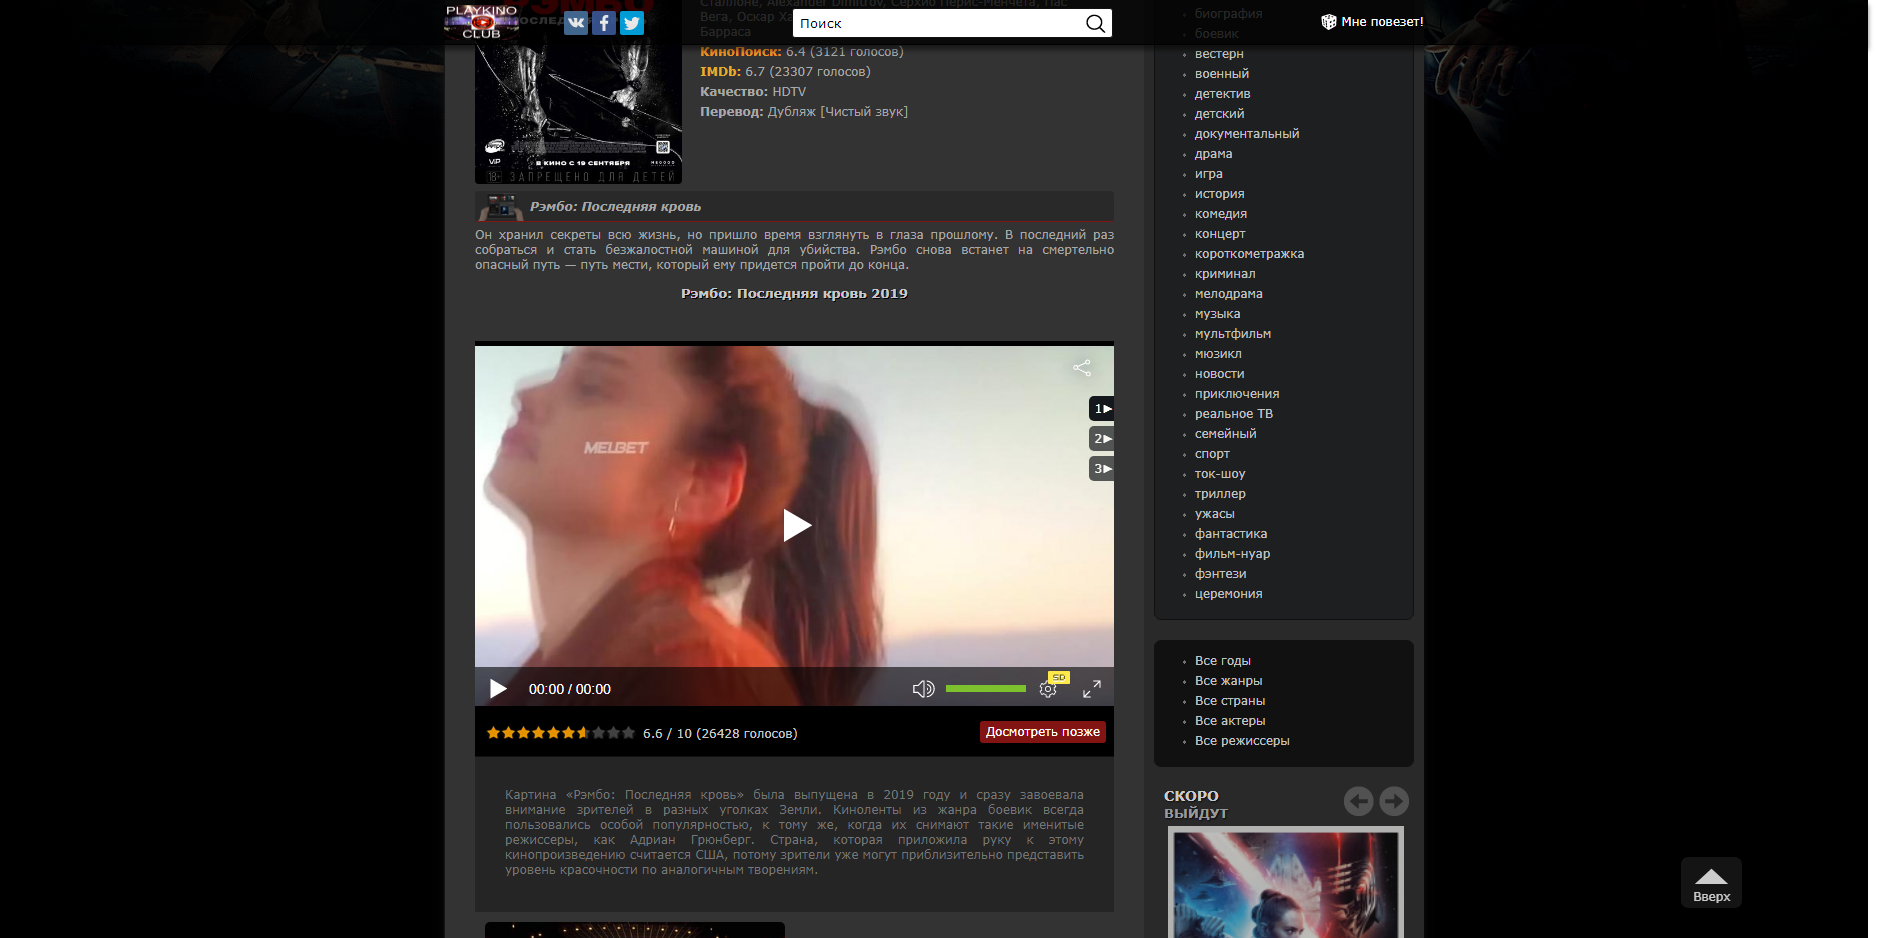 PLAYKINO
CLUB
Поиск
Мне повезет!
Сталлоне, Alexander Dimitrov, Серхио Перис-Менчета, Пас
Вега, Оскар Ха
Барраса
КиноПоиск: 6.4 (3121 голосов)
IMDb: 6.7 (23307 голосов)
Качество: HDTV
Перевод: Дубляж [Чистый звук]
VIP
В КИНО С 19 СЕНТЯБРЯ
18+ ЗАПРЕЩЕНО ДЛЯ ДЕТЕЙ
Рэмбо: Последняя кровь
Он хранил секреты всю жизнь, но пришло время взглянуть в глаза прошлому. В последний раз
собраться и стать безжалостной машиной для убийства. Рэмбо снова встанет на смертельно
опасный путь — путь мести, который ему придется пройти до конца.
Рэмбо: Последняя кровь 2019
MELBET
1
2
3
00:00 / 00:00
SD
6.6 / 10 (26428 голосов)
Досмотреть позже
Картина «Рэмбо: Последняя кровь» была выпущена в 2019 году и сразу завоевала
внимание зрителей в разных уголках Земли. Киноленты из жанра боевик всегда
пользовались особой популярностью, к тому же, когда их снимают такие именитые
режиссеры, как Адриан Грюнберг. Страна, которая приложила руку к этому
кинопроизведению считается США, потому зрители уже могут приблизительно представить
уровень красочности по аналогичным творениям.
биография
боевик
вестерн
военный
детектив
детский
документальный
драма
игра
история
комедия
концерт
короткометражка
криминал
мелодрама
музыка
мультфильм
мюзикл
новости
приключения
реальное ТВ
семейный
спорт
ток-шоу
триллер
ужасы
фантастика
фильм-нуар
фэнтези
церемония
Все годы
Все жанры
Все страны
Все актеры
Все режиссеры
СКОРО
ВЫЙДУТ
Вверх